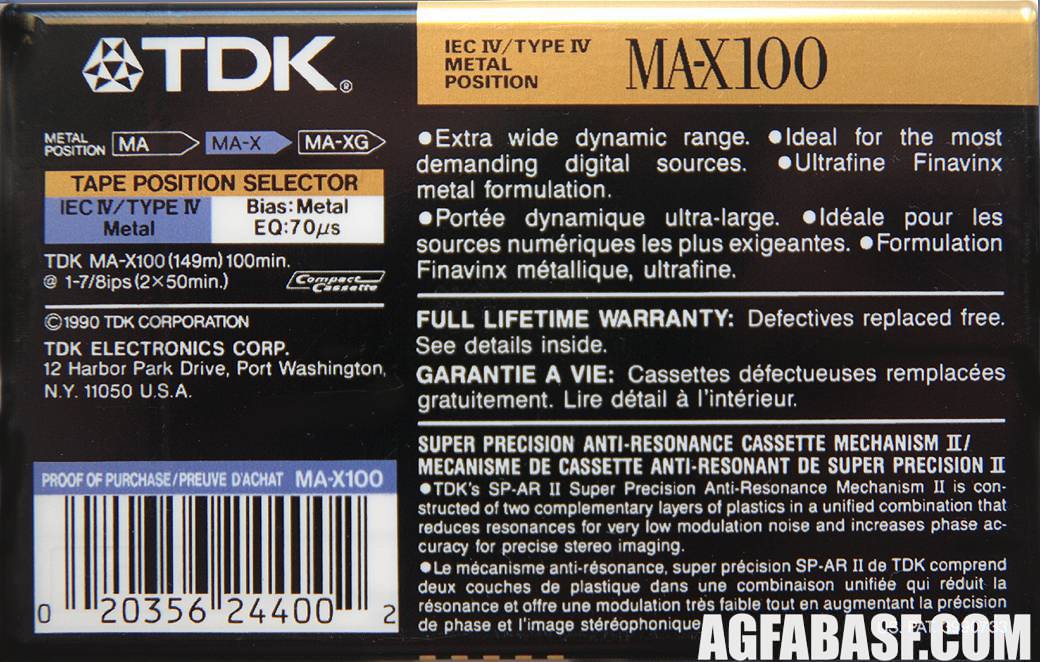 TDK®
IEC IV/TYPE IV
METAL
POSITION
MA-X100
METAL
POSITION
MA
MA-X
MA-XG
TAPE POSITION SELECTOR
IEC IV/TYPE IV
Metal
Bias:Metal
EQ:70µs
TDK MA-X100(149m)100min.
@ 1-7/8ips(2×50min.)
Compact
Cassette
©1990 TDK CORPORATION
TDK ELECTRONICS CORP.
12 Harbor Park Drive, Port Washington,
N.Y. 11050 U.S.A.
PROOF OF PURCHASE/PREUVE D'ACHAT MA-X100
0 20356 24400 2
●Extra wide dynamic range. ●Ideal for the most
demanding digital sources. ●Ultrafine Finavinx
metal formulation.
●Portée dynamique ultra-large. ●Idéale pour les
sources numériques les plus exigeantes. ●Formulation
Finavinx métallique, ultrafine.
FULL LIFETIME WARRANTY: Defectives replaced free.
See details inside.
GARANTIE A VIE: Cassettes défectueuses remplacées
gratuitement. Lire détail à l'intérieur.
SUPER PRECISION ANTI-RESONANCE CASSETTE MECHANISM II/
MECANISME DE CASSETTE ANTI-RESONANT DE SUPER PRECISION II
●TDK's SP-AR II Super Precision Anti-Resonance Mechanism II is con-
structed of two complementary layers of plastics in a unified combination that
reduces resonances for very low modulation noise and increases phase ac-
curacy for precise stereo imaging.
●Le mécanisme anti-résonance, super précision SP-AR II de TDK comprend
deux couches de plastique dans une combinaison unifiée qui réduit la
résonance et offre une modulation très faible tout en augmentant la précision
de phase et l'image stéréophonique
AGFABASF.COM